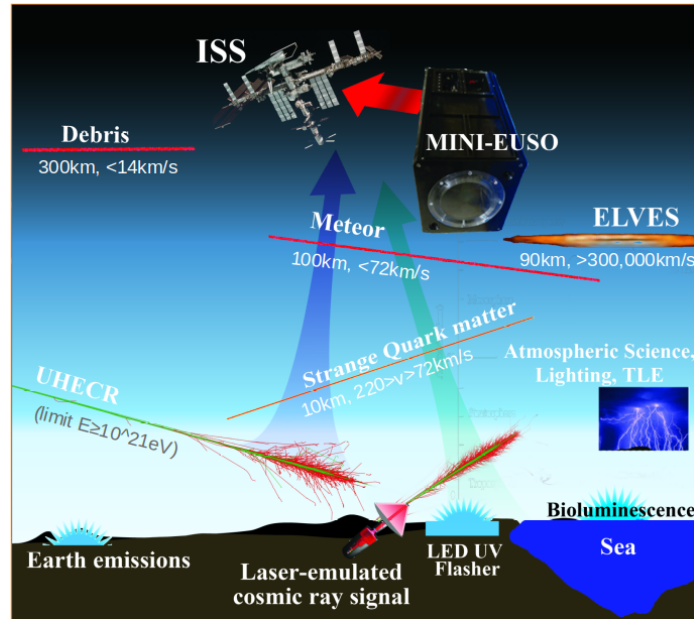 ISS
MINI-EUSO
Debris
300km, <14km/s
Meteor
100km, <72km/s
ELVES
90km, >300,000km/s
Strange Quark matter
10km, 220>v>72km/s
Atmospheric Science,
Lighting, TLE
UHECR
(limit E≥10^21eV)
Bioluminescence
Earth emissions
Laser-emulated
cosmic ray signal
LED UV
Flasher
Sea